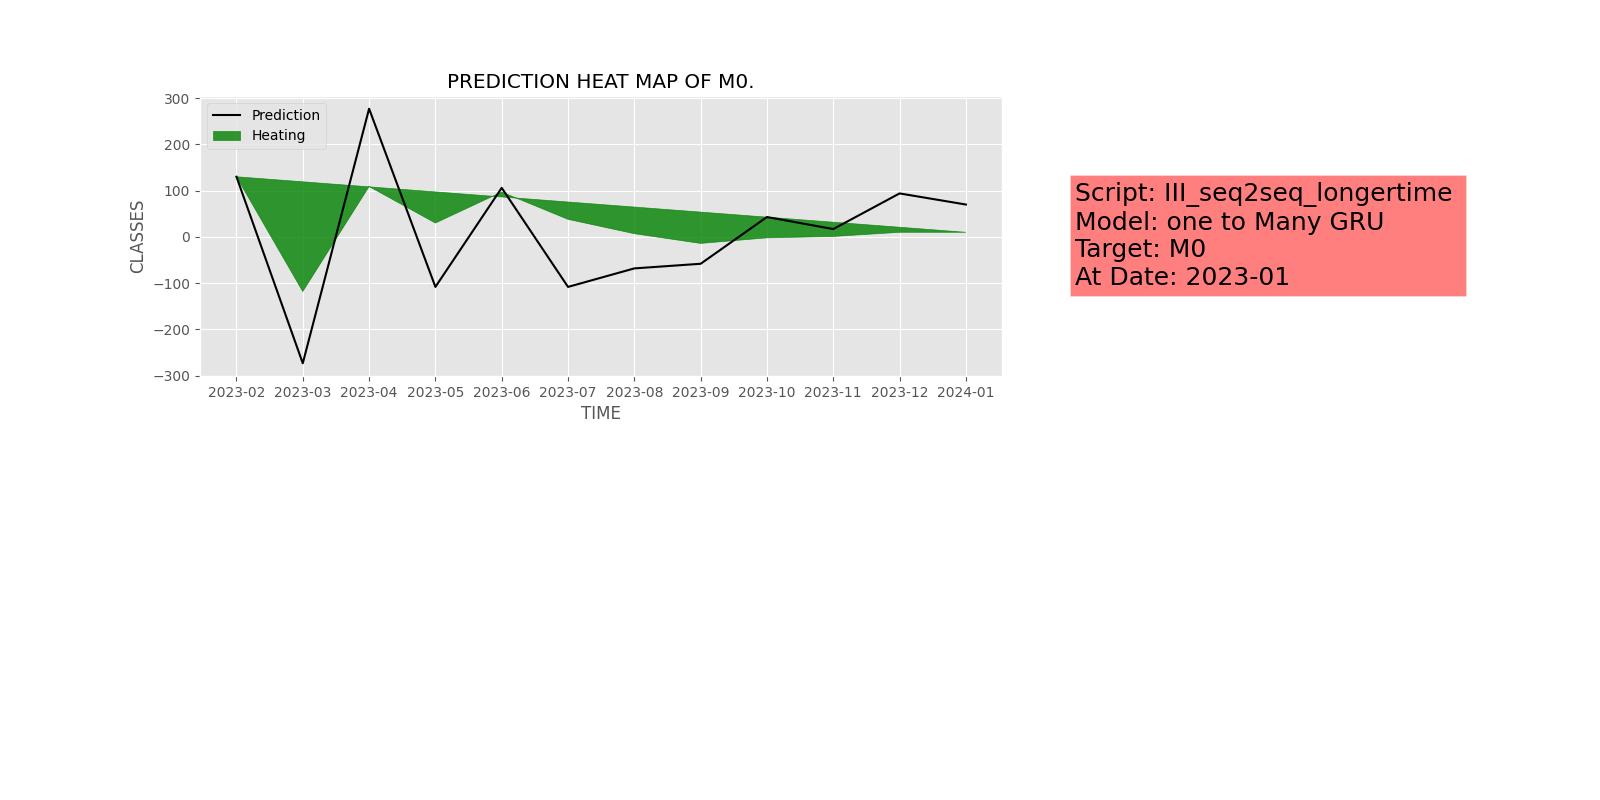 PREDICTION HEAT MAP OF M0.
300
200
100
0
−100
−200
−300
CLASSES
Prediction
Heating
2023-02 2023-03 2023-04 2023-05 2023-06 2023-07 2023-08 2023-09 2023-10 2023-11 2023-12 2024-01
TIME
Script: III_seq2seq_longertime
Model: one to Many GRU
Target: M0
At Date: 2023-01